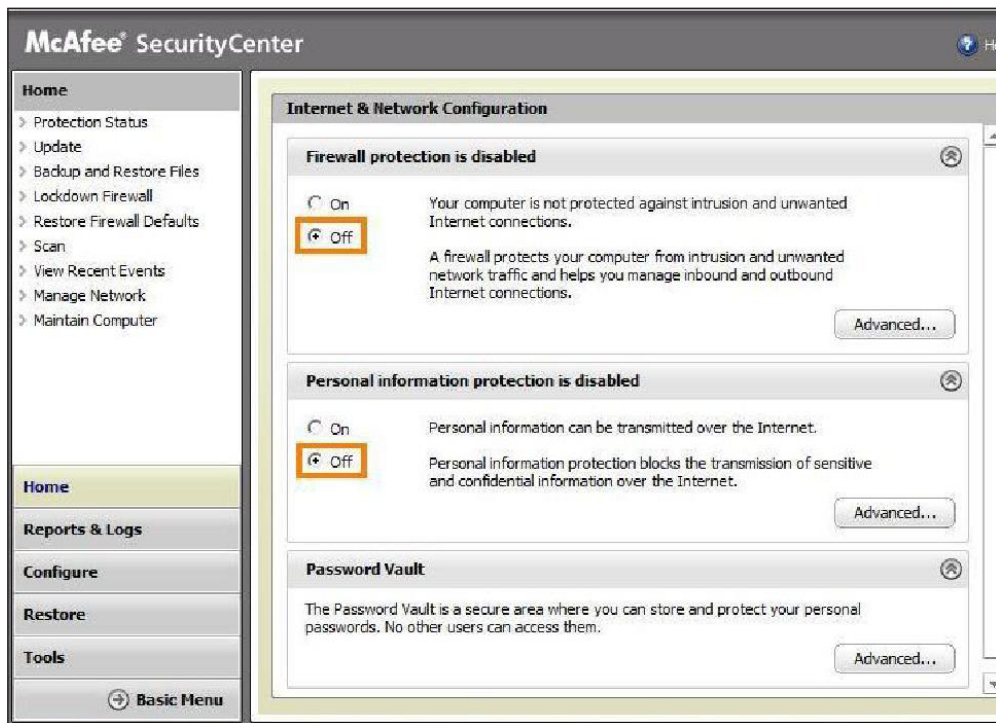 McAfee® SecurityCenter
Home
Protection Status
Update
Backup and Restore Files
Lockdown Firewall
Restore Firewall Defaults
Scan
View Recent Events
Manage Network
Maintain Computer
Home
Reports & Logs
Configure
Restore
Tools
Basic Menu
Internet & Network Configuration
Firewall protection is disabled
On
Off
Your computer is not protected against intrusion and unwanted
Internet connections.
A firewall protects your computer from intrusion and unwanted
network traffic and helps you manage inbound and outbound
Internet connections.
Advanced...
Personal information protection is disabled
On
Off
Personal information can be transmitted over the Internet.
Personal information protection blocks the transmission of sensitive
and confidential information over the Internet.
Advanced...
Password Vault
The Password Vault is a secure area where you can store and protect your personal
passwords. No other users can access them.
Advanced...